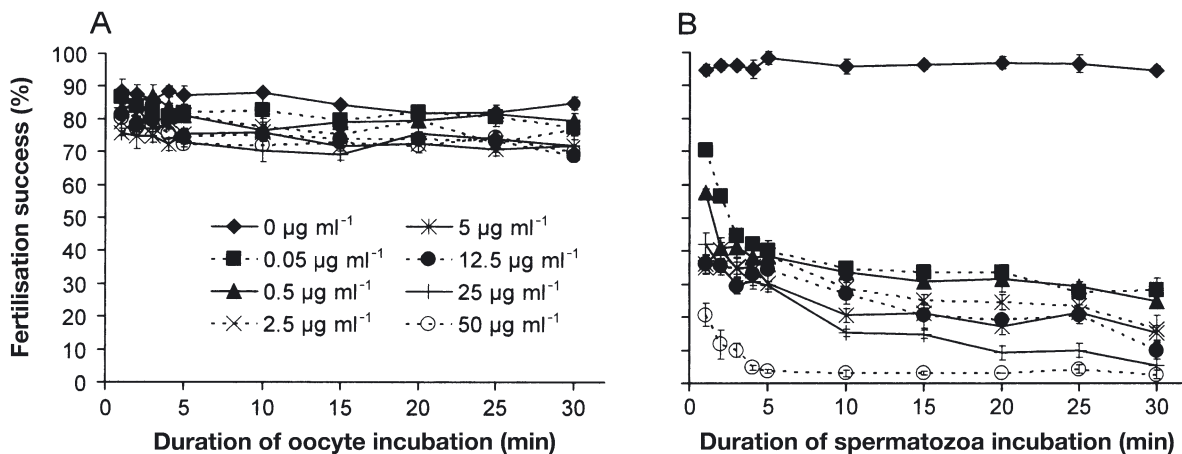 A
B
Fertilisation success (%)
100
90
80
70
60
50
40
30
20
10
0
0 µg ml⁻¹
0.05 µg ml⁻¹
0.5 µg ml⁻¹
2.5 µg ml⁻¹
5 µg ml⁻¹
12.5 µg ml⁻¹
25 µg ml⁻¹
50 µg ml⁻¹
0 5 10 15 20 25 30
0 5 10 15 20 25 30
Duration of oocyte incubation (min)
Duration of spermatozoa incubation (min)